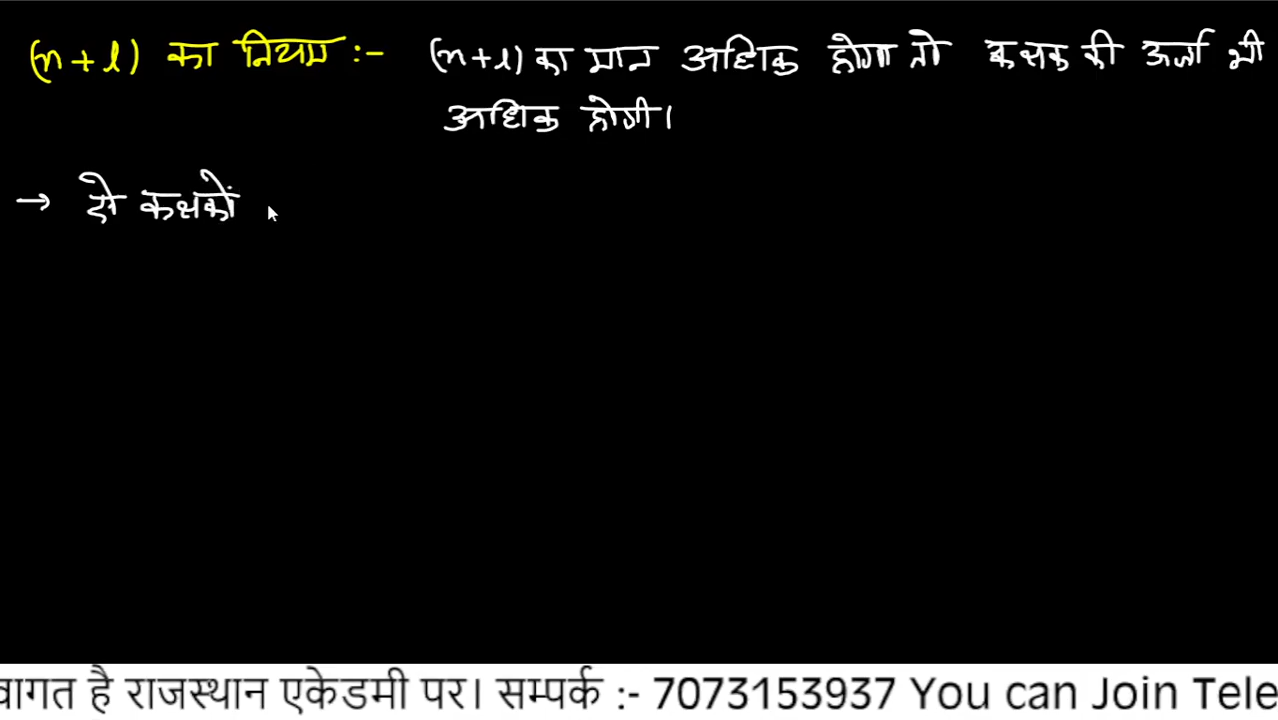 (n+l) का नियम :- (n+l) का मान अधिक होगा तो कक्षक की ऊर्जा भी
अधिक होगी।
→ दो कक्षकों
वागत है राजस्थान एकेडमी पर। सम्पर्क :- 7073153937 You can Join Tele